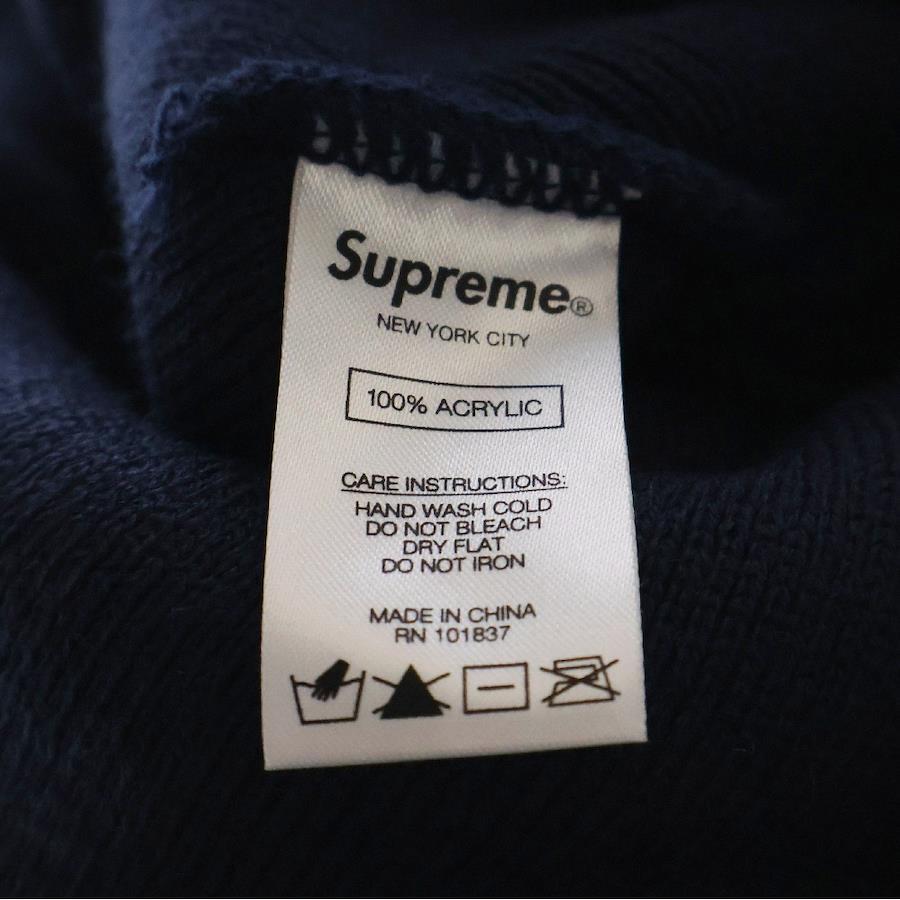 Supreme®
NEW YORK CITY
100% ACRYLIC
CARE INSTRUCTIONS:
HAND WASH COLD
DO NOT BLEACH
DRY FLAT
DO NOT IRON
MADE IN CHINA
RN 101837